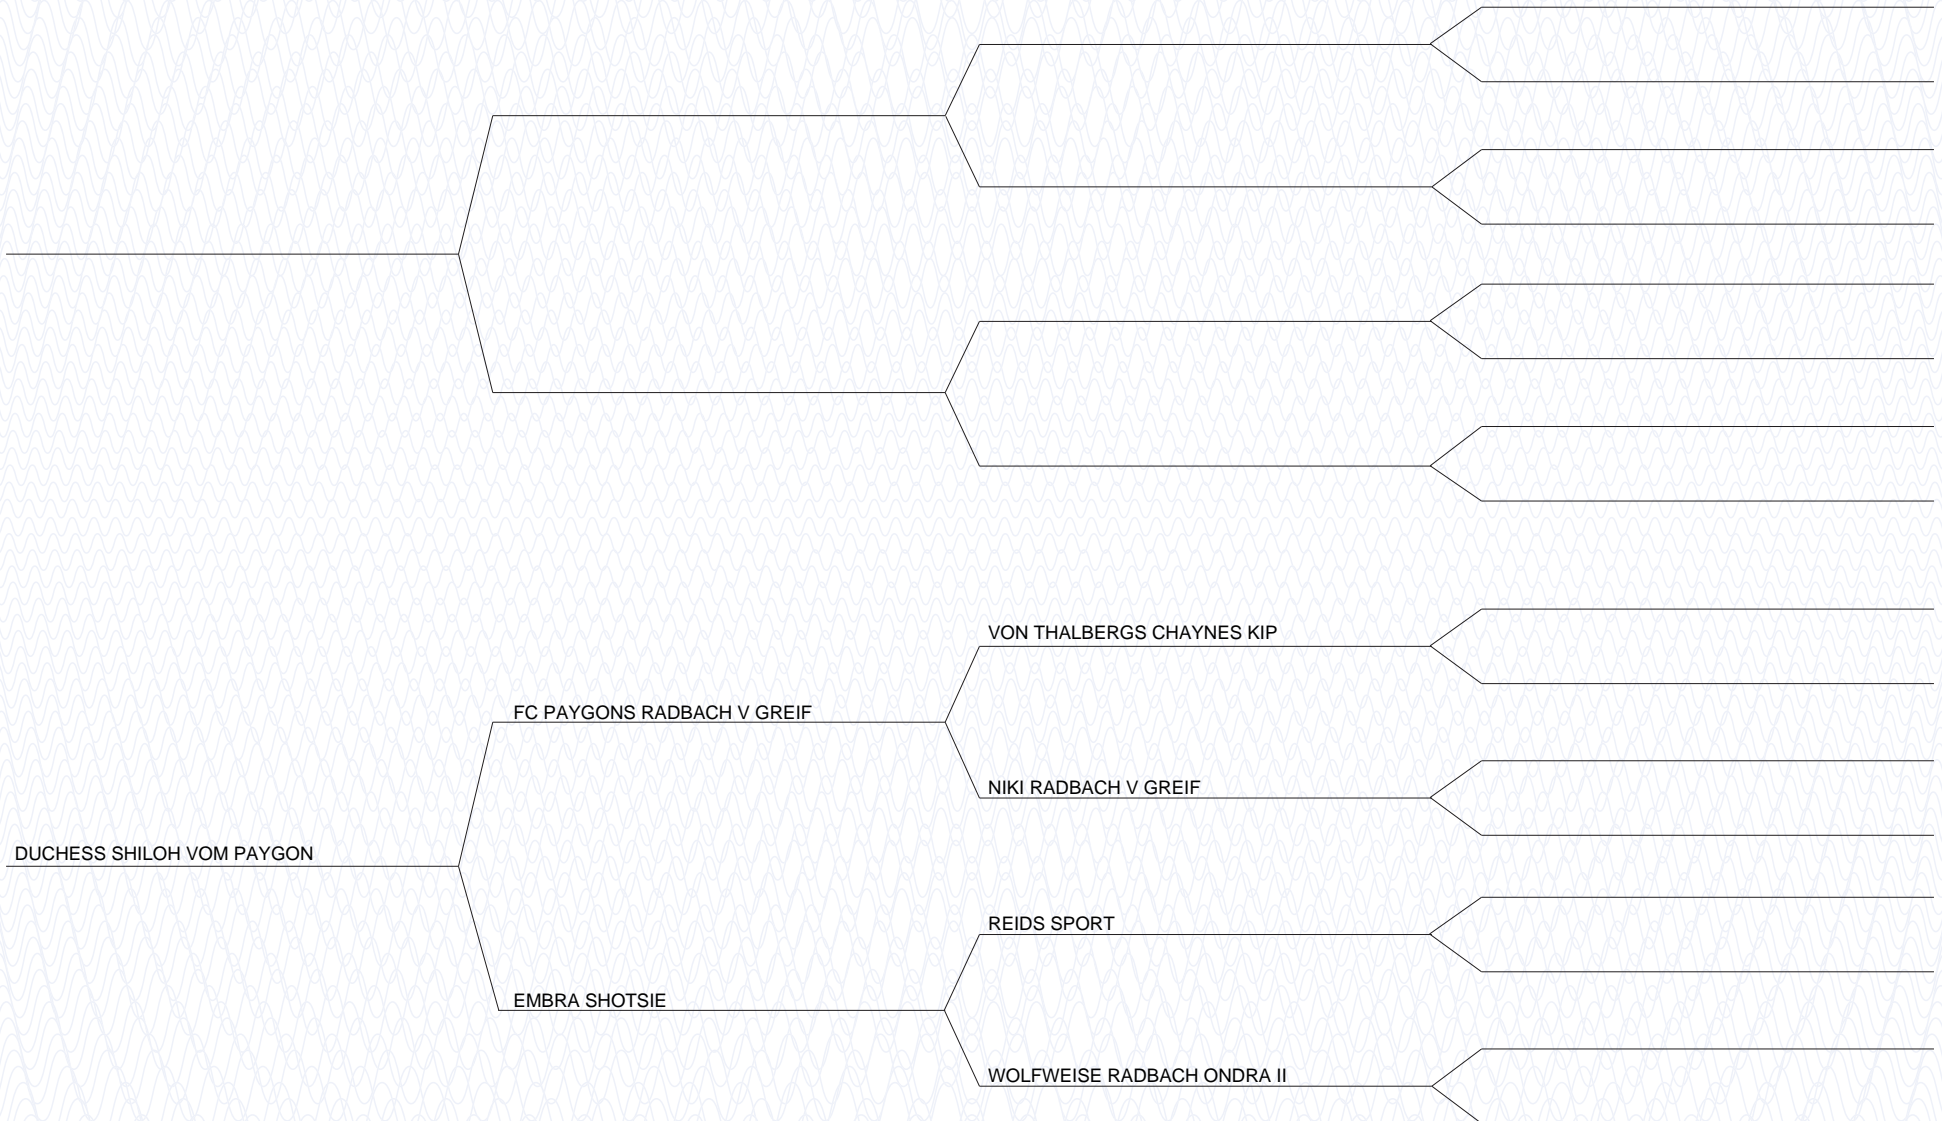 VON THALBERGS CHAYNES KIP
FC PAYGONS RADBACH V GREIF
NIKI RADBACH V GREIF
DUCHESS SHILOH VOM PAYGON
REIDS SPORT
EMBRA SHOTSIE
WOLFWEISE RADBACH ONDRA II